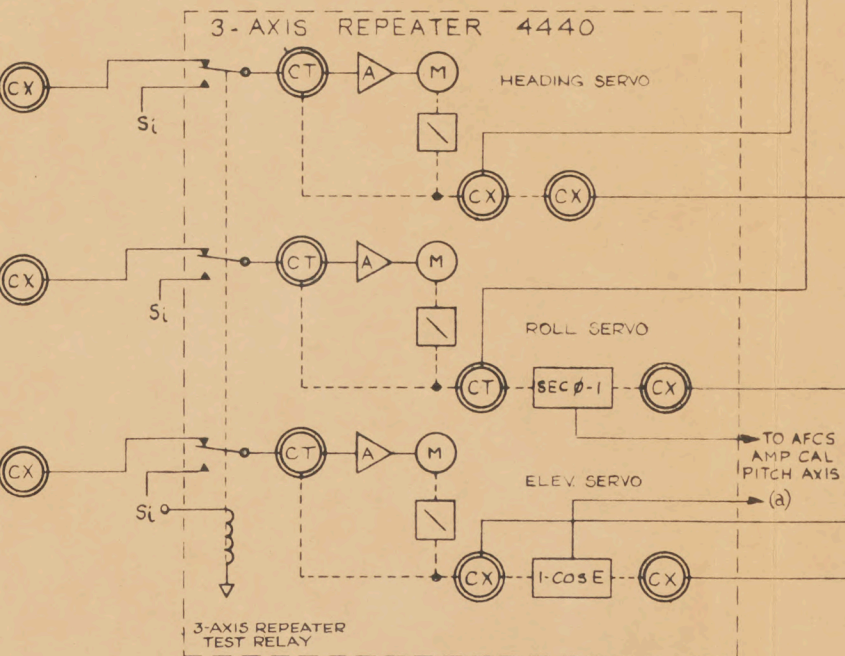 3-AXIS REPEATER 4440
CX
CT
A
M
HEADING SERVO
Si
CX
CX
CX
CT
A
M
Si
ROLL SERVO
CT
SEC Ø-1
CX
CX
CT
A
M
TO AFCS
AMP CAL
PITCH AXIS
(a)
ELEV. SERVO
Si
CX
1-COS E
CX
3-AXIS REPEATER
TEST RELAY